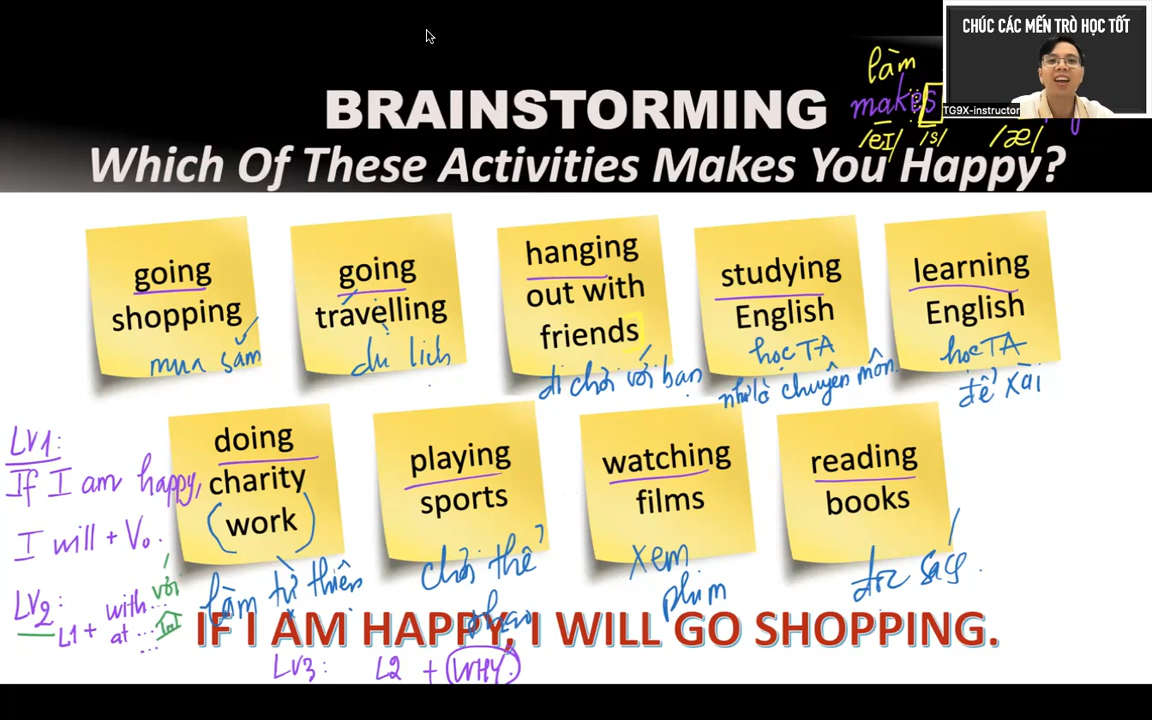 CHÚC CÁC MẾN TRÒ HỌC TỐT
TG9X-instructor
làm
makes
/eI/ /s/ /æ/
BRAINSTORMING
Which Of These Activities Makes You Happy?
going
shopping
mua sắm
going
travelling
du lịch
hanging
out with
friends
đi chơi với bạn
studying
English
học TA
như là chuyên môn
learning
English
học TA
để xài
doing
charity
(work)
làm từ thiện
playing
sports
chơi thể
thao
watching
films
xem
phim
reading
books
đọc sách
LV1:
If I am happy,
I will + V₀.
LV2:
L1 + with ... với
at ...
...
IF I AM HAPPY, I WILL GO SHOPPING.
LV3: L2 + WHY.